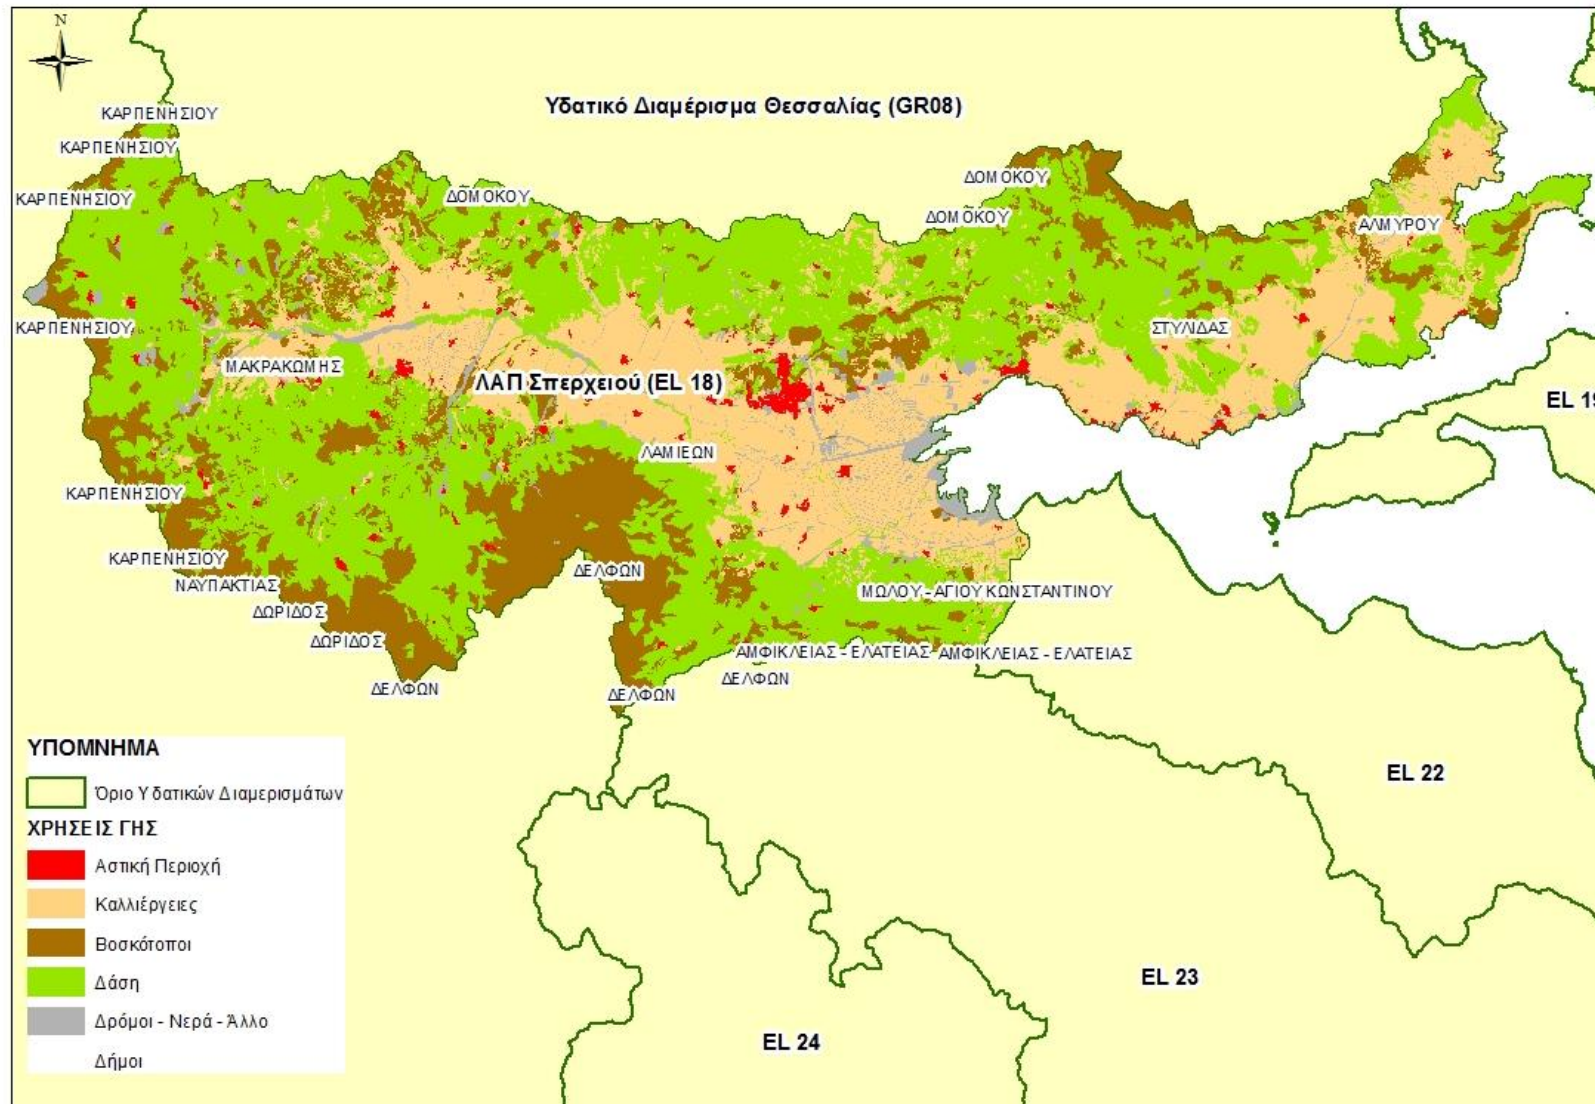 N
Υδατικό Διαμέρισμα Θεσσαλίας (GR08)
ΚΑΡΠΕΝΗΣΙΟΥ
ΚΑΡΠΕΝΗΣΙΟΥ
ΚΑΡΠΕΝΗΣΙΟΥ
ΔΟΜΟΚΟΥ
ΔΟΜΟΚΟΥ
ΔΟΜΟΚΟΥ
ΑΛΜΥΡΟΥ
ΚΑΡΠΕΝΗΣΙΟΥ
ΣΤΥΛΙΔΑΣ
ΜΑΚΡΑΚΩΜΗΣ
ΛΑΠ Σπερχειού (EL 18)
EL 19
ΛΑΜΙΕΩΝ
ΚΑΡΠΕΝΗΣΙΟΥ
ΚΑΡΠΕΝΗΣΙΟΥ
ΝΑΥΠΑΚΤΙΑΣ
ΔΕΛΦΩΝ
ΜΩΛΟΥ - ΑΓΙΟΥ ΚΩΝΣΤΑΝΤΙΝΟΥ
ΔΩΡΙΔΟΣ
ΔΩΡΙΔΟΣ
ΑΜΦΙΚΛΕΙΑΣ - ΕΛΑΤΕΙΑΣ
ΑΜΦΙΚΛΕΙΑΣ - ΕΛΑΤΕΙΑΣ
ΔΕΛΦΩΝ
ΔΕΛΦΩΝ
ΔΕΛΦΩΝ
EL 22
EL 23
EL 24
ΥΠΟΜΝΗΜΑ
Όριο Υδατικών Διαμερισμάτων
ΧΡΗΣΕΙΣ ΓΗΣ
Αστική Περιοχή
Καλλιέργειες
Βοσκότοποι
Δάση
Δρόμοι - Νερά - Άλλο
Δήμοι